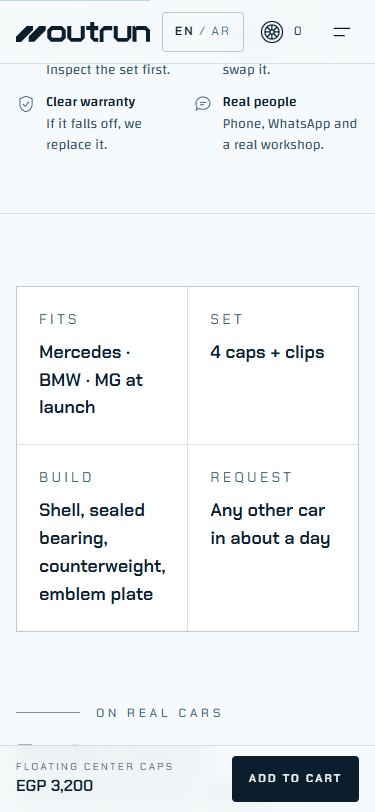 outrun
EN / AR
0
Inspect the set first.
swap it.
Clear warranty
If it falls off, we
replace it.
Real people
Phone, WhatsApp and
a real workshop.
FITS
Mercedes ·
BMW · MG at
launch
SET
4 caps + clips
BUILD
Shell, sealed
bearing,
counterweight,
emblem plate
REQUEST
Any other car
in about a day
ON REAL CARS
FLOATING CENTER CAPS
EGP 3,200
ADD TO CART